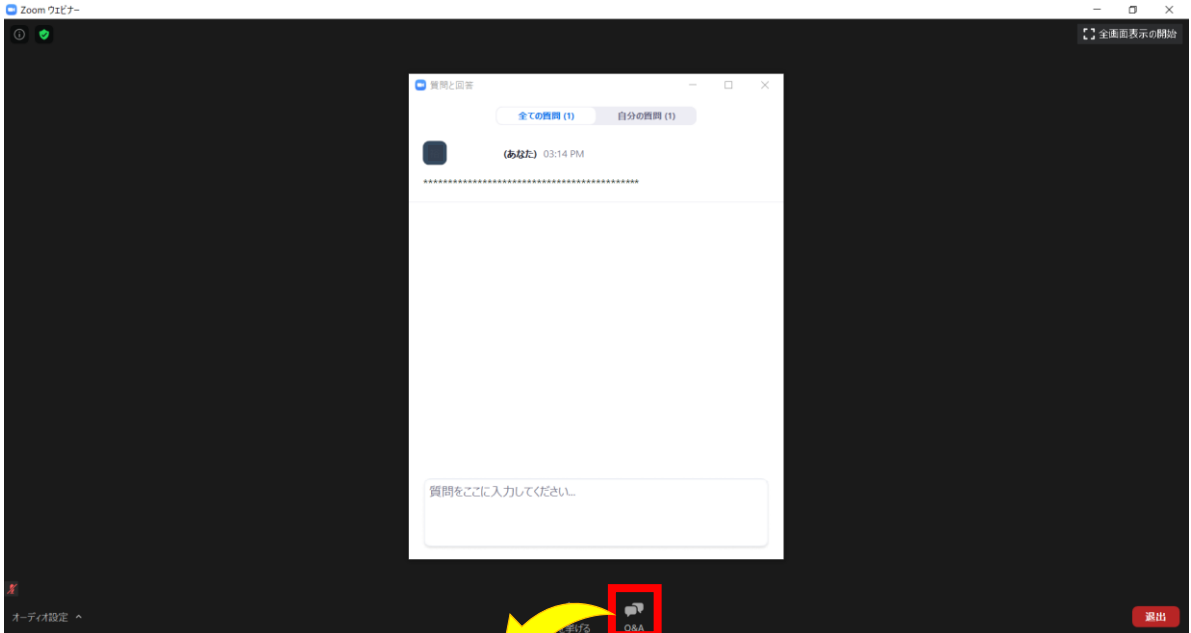 Zoom ウエビナー
全画面表示の開始
質問と回答
全ての質問 (1)
自分の質問 (1)
(あなた) 03:14 PM
********************************************
質問をここに入力してください...
オーディオ設定
挙げる
Q&A
退出